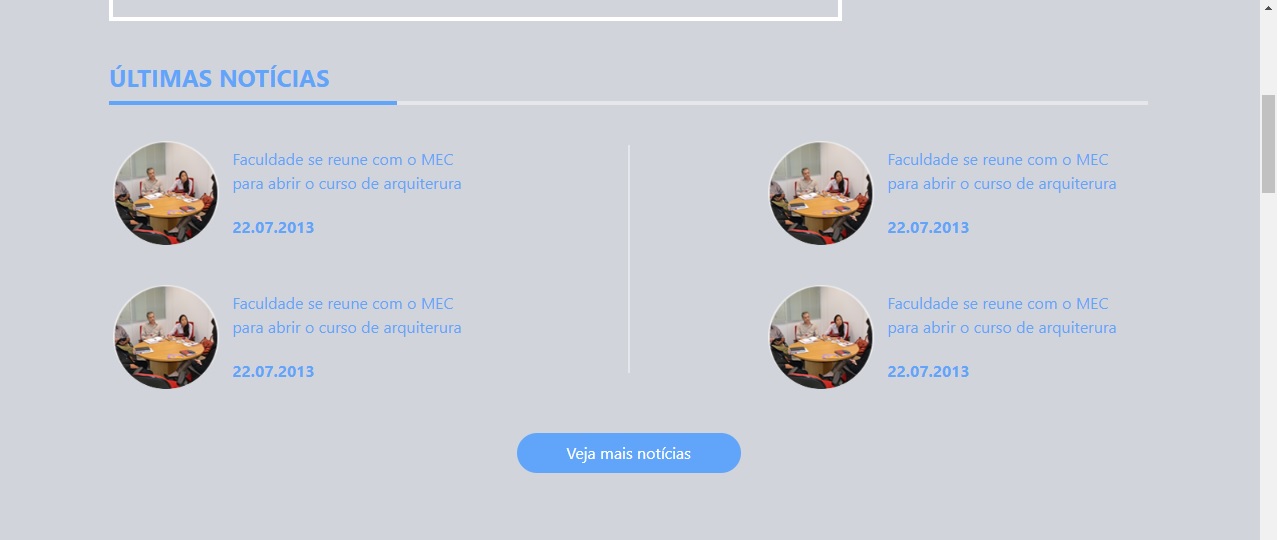 ÚLTIMAS NOTÍCIAS
Faculdade se reune com o MEC
para abrir o curso de arquiterura
22.07.2013
Faculdade se reune com o MEC
para abrir o curso de arquiterura
22.07.2013
Faculdade se reune com o MEC
para abrir o curso de arquiterura
22.07.2013
Faculdade se reune com o MEC
para abrir o curso de arquiterura
22.07.2013
Veja mais notícias